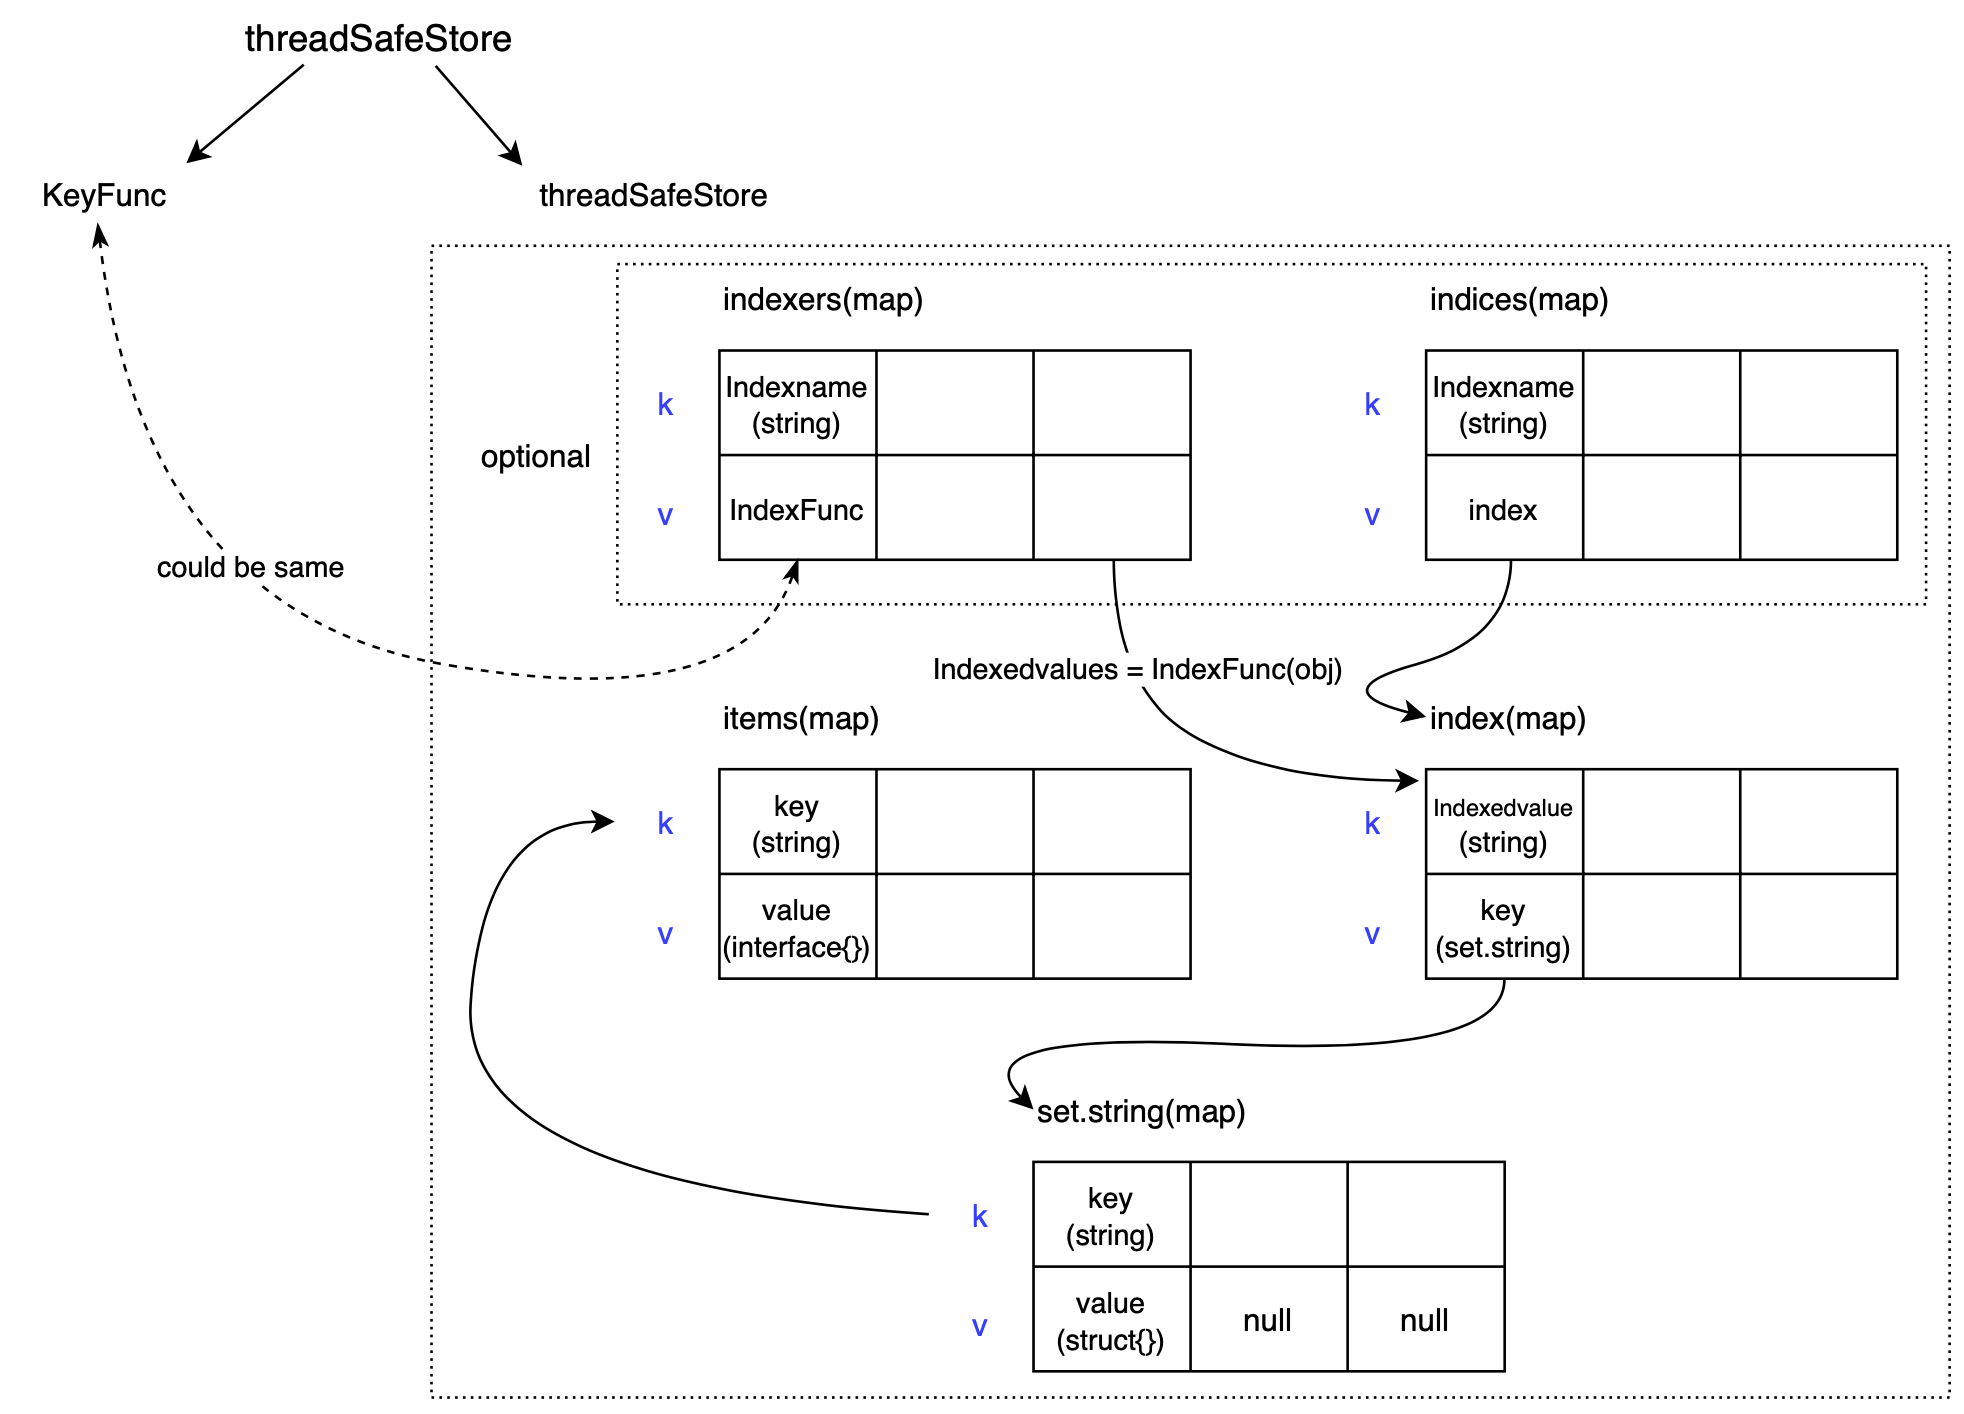 threadSafeStore
KeyFunc
threadSafeStore
optional
indexers(map)
k
Indexname
(string)
v
IndexFunc
indices(map)
k
Indexname
(string)
v
index
could be same
Indexedvalues = IndexFunc(obj)
items(map)
k
key
(string)
v
value
(interface{})
index(map)
k
Indexedvalue
(string)
v
key
(set.string)
set.string(map)
k
key
(string)
v
value
(struct{})
null
null